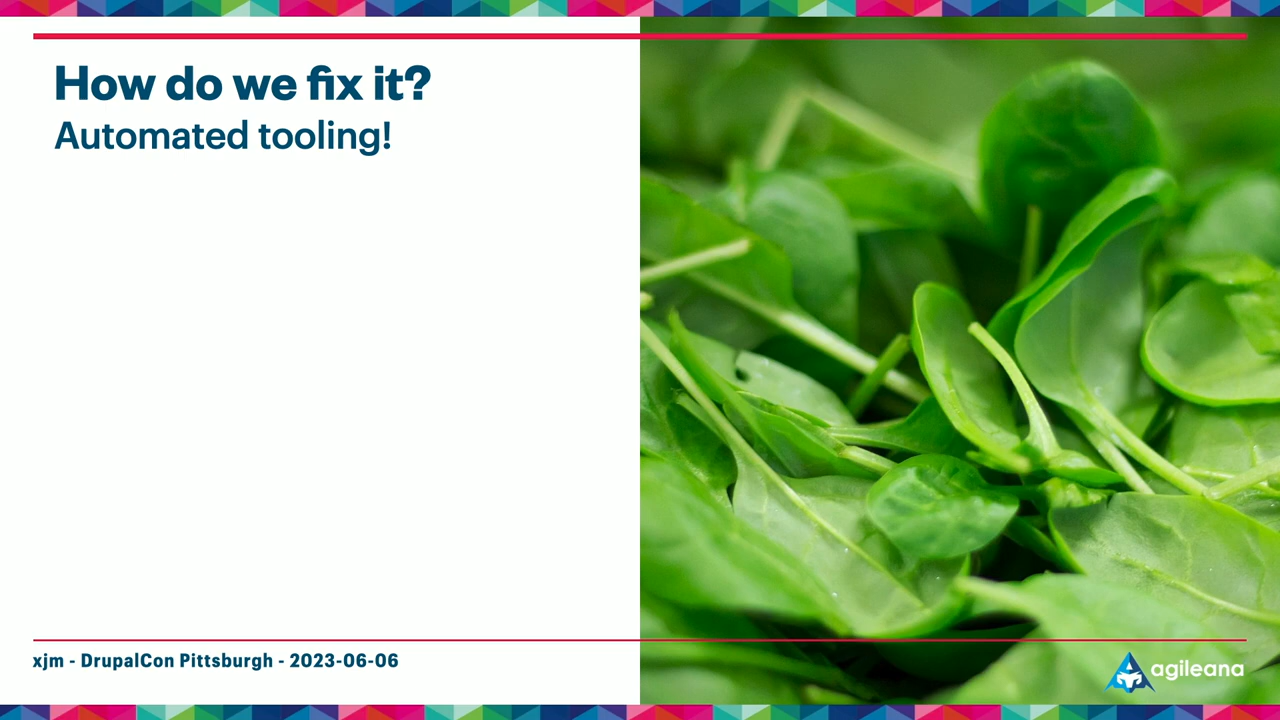 How do we fix it?
Automated tooling!
xjm - DrupalCon Pittsburgh - 2023-06-06
agileana